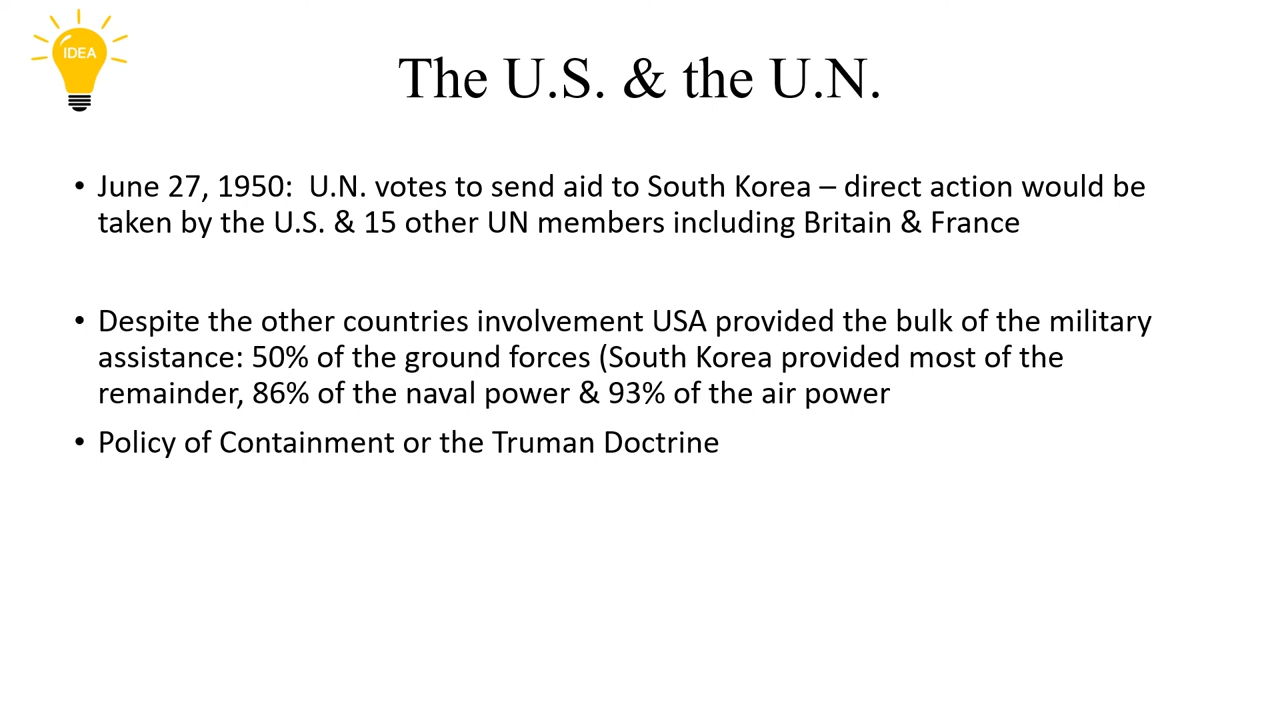 IDEA
The U.S. & the U.N.
• June 27, 1950:  U.N. votes to send aid to South Korea – direct action would be
taken by the U.S. & 15 other UN members including Britain & France
• Despite the other countries involvement USA provided the bulk of the military
assistance: 50% of the ground forces (South Korea provided most of the
remainder, 86% of the naval power & 93% of the air power
• Policy of Containment or the Truman Doctrine